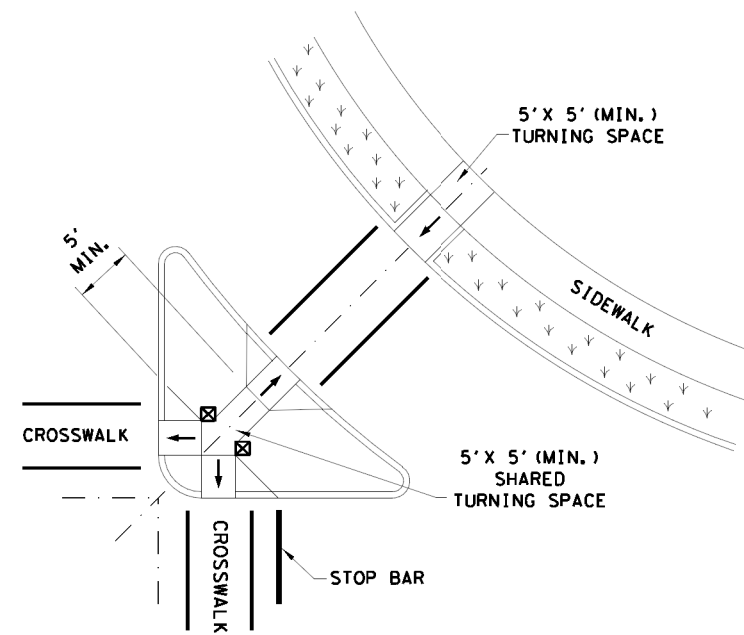 5' X 5' (MIN.)
TURNING SPACE
5'
MIN.
SIDEWALK
CROSSWALK
5' X 5' (MIN.)
SHARED
TURNING SPACE
CROSSWALK
STOP BAR